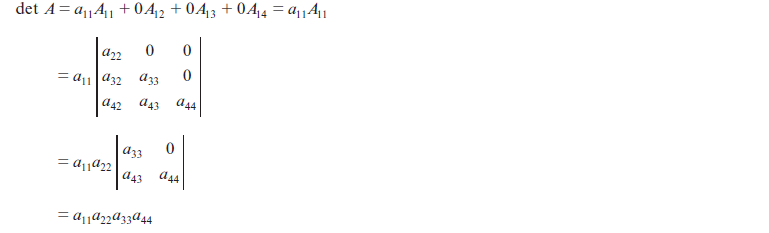 det A = a₁₁A₁₁ + 0A₁₂ + 0A₁₃ + 0A₁₄ = a₁₁A₁₁
= a₁₁ | a₂₂ 0 0 |
| a₃₂ a₃₃ 0 |
| a₄₂ a₄₃ a₄₄ |
= a₁₁a₂₂ | a₃₃ 0 |
| a₄₃ a₄₄ |
= a₁₁a₂₂a₃₃a₄₄